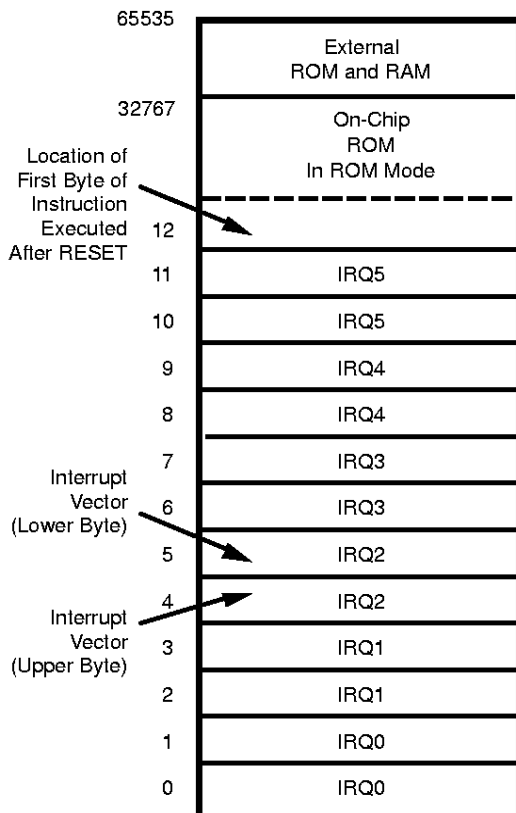 65535
External
ROM and RAM
32767
On-Chip
ROM
In ROM Mode
Location of
First Byte of
Instruction
Executed
After RESET
12
11 IRQ5
10 IRQ5
9 IRQ4
8 IRQ4
7 IRQ3
Interrupt
Vector
(Lower Byte)
6 IRQ3
5 IRQ2
4 IRQ2
Interrupt
Vector
(Upper Byte)
3 IRQ1
2 IRQ1
1 IRQ0
0 IRQ0